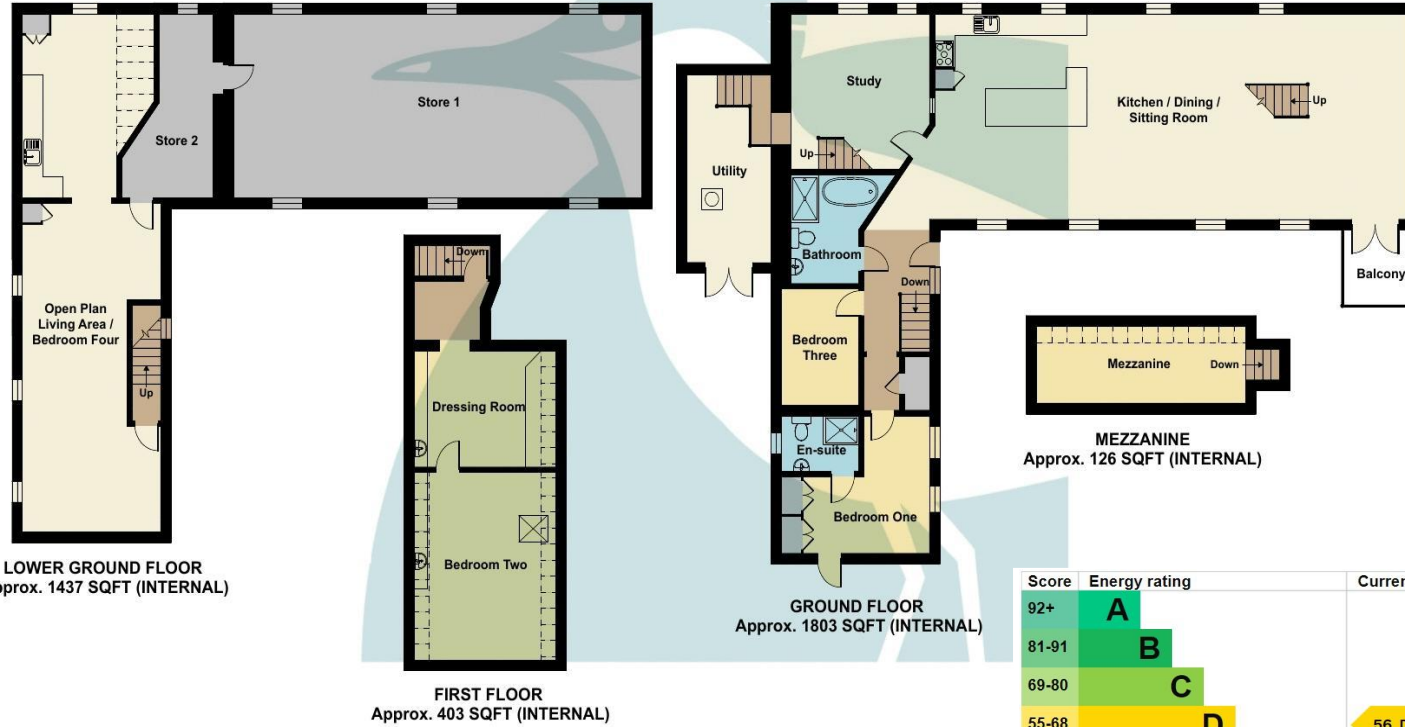 Store 1
Store 2
Open Plan
Living Area /
Bedroom Four
Up
LOWER GROUND FLOOR
pprox. 1437 SQFT (INTERNAL)
Down
Dressing Room
Bedroom Two
FIRST FLOOR
Approx. 403 SQFT (INTERNAL)
Study
Up
Utility
Kitchen / Dining /
Sitting Room
Up
Bathroom
Down
Balcony
Bedroom
Three
En-suite
Bedroom One
GROUND FLOOR
Approx. 1803 SQFT (INTERNAL)
Mezzanine
Down
MEZZANINE
Approx. 126 SQFT (INTERNAL)
Score Energy rating Curren
92+ A
81-91 B
69-80 C
55-68 D 56 D